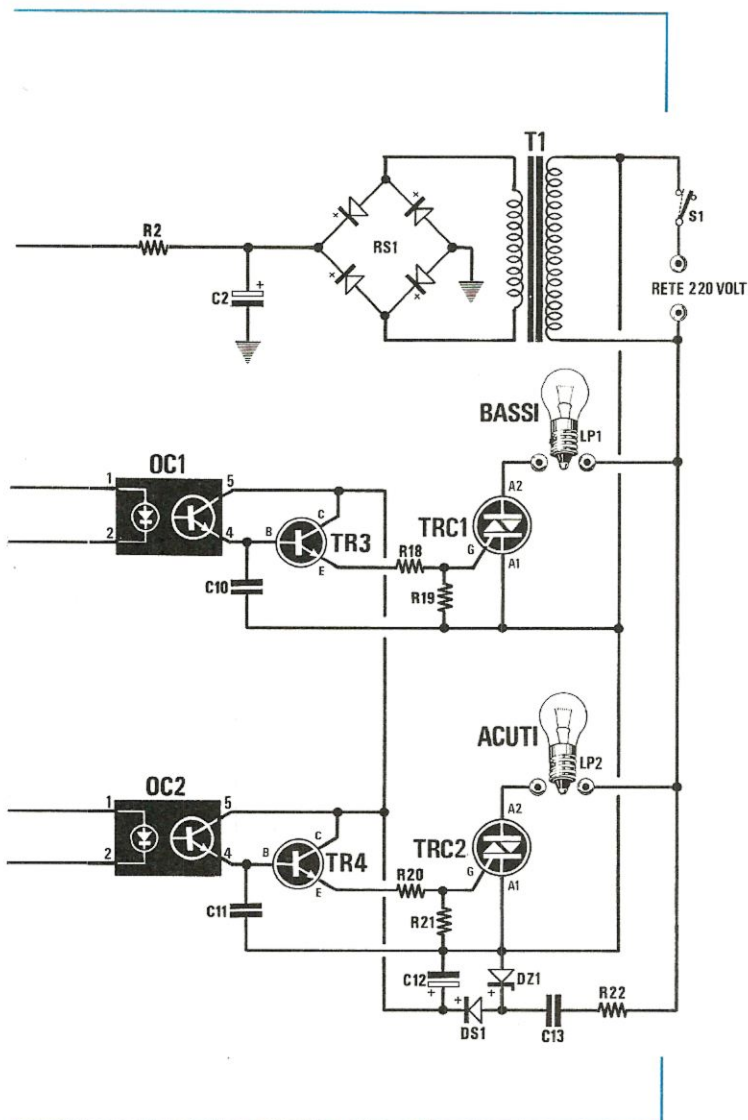 T1
R2
RS1
S1
C2
+
RETE 220 VOLT
BASSI
LP1
OC1
1
5
2
4
B
C
E
TR3
R18
R19
G
A2
A1
TRC1
C10
ACUTI
LP2
OC2
1
5
2
4
B
C
E
TR4
R20
R21
G
A2
A1
TRC2
C11
C12
+
DS1
+
DZ1
+
C13
R22